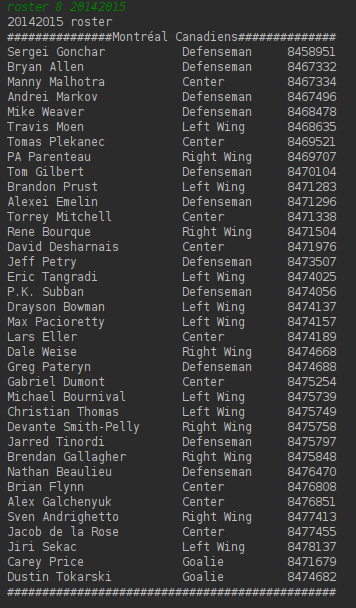 roster 8 20142015
20142015 roster
###############Montréal Canadiens##############
Sergei Gonchar Defenseman 8458951
Bryan Allen Defenseman 8467332
Manny Malhotra Center 8467334
Andrei Markov Defenseman 8467496
Mike Weaver Defenseman 8468478
Travis Moen Left Wing 8468635
Tomas Plekanec Center 8469521
PA Parenteau Right Wing 8469707
Tom Gilbert Defenseman 8470104
Brandon Prust Left Wing 8471283
Alexei Emelin Defenseman 8471296
Torrey Mitchell Center 8471338
Rene Bourque Right Wing 8471504
David Desharnais Center 8471976
Jeff Petry Defenseman 8473507
Eric Tangradi Left Wing 8474025
P.K. Subban Defenseman 8474056
Drayson Bowman Left Wing 8474137
Max Pacioretty Left Wing 8474157
Lars Eller Center 8474189
Dale Weise Right Wing 8474668
Greg Pateryn Defenseman 8474688
Gabriel Dumont Center 8475254
Michael Bournival Left Wing 8475739
Christian Thomas Left Wing 8475749
Devante Smith-Pelly Right Wing 8475758
Jarred Tinordi Defenseman 8475797
Brendan Gallagher Right Wing 8475848
Nathan Beaulieu Defenseman 8476470
Brian Flynn Center 8476808
Alex Galchenyuk Center 8476851
Sven Andrighetto Right Wing 8477413
Jacob de la Rose Center 8477455
Jiri Sekac Left Wing 8478137
Carey Price Goalie 8471679
Dustin Tokarski Goalie 8474682
###############################################